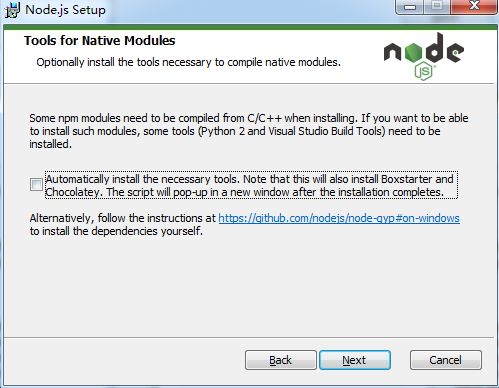 Node.js Setup
Tools for Native Modules
Optionally install the tools necessary to compile native modules.
node
JS
Some npm modules need to be compiled from C/C++ when installing. If you want to be able
to install such modules, some tools (Python 2 and Visual Studio Build Tools) need to be
installed.
Automatically install the necessary tools. Note that this will also install Boxstarter and
Chocolatey. The script will pop-up in a new window after the installation completes.
Alternatively, follow the instructions at https://github.com/nodejs/node-gyp#on-windows
to install the dependencies yourself.
Back Next Cancel